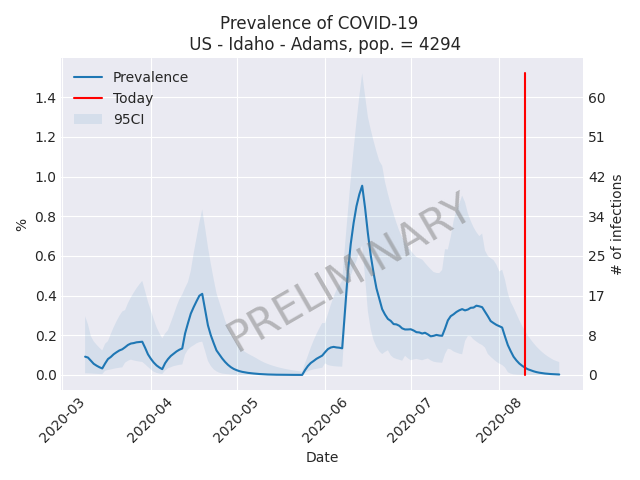 Prevalence of COVID-19
US - Idaho - Adams, pop. = 4294
Prevalence
Today
95CI
1.4
1.2
1.0
0.8
0.6
0.4
0.2
0.0
%
60
51
42
34
25
17
8
0
# of infections
PRELIMINARY
2020-03
2020-04
2020-05
2020-06
2020-07
2020-08
Date